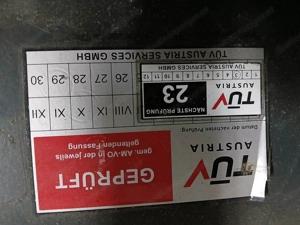 TÜV
AUSTRIA
GEPRÜFT
gem. AM-VO in der jeweils
geltenden Fassung
Datum der nächsten Prüfung
VIII IX X XI XII
26 27 28 29 30
TÜV AUSTRIA SERVICES GMBH
TÜV AUSTRIA SERVICES GMBH
1 2 3 4 5 6 7 8 9 10 11 12
NÄCHSTE PRÜFUNG
23
TÜV
AUSTRIA